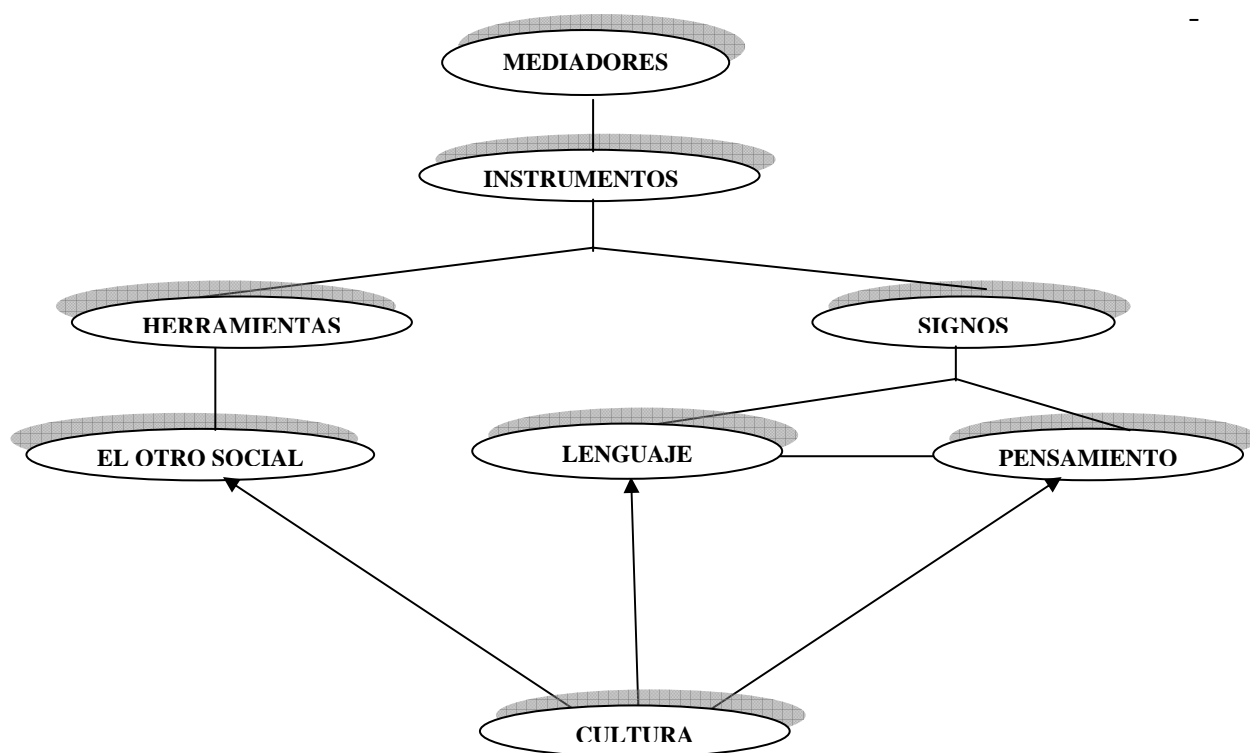 MEDIADORES
INSTRUMENTOS
HERRAMIENTAS
SIGNOS
EL OTRO SOCIAL
LENGUAJE
PENSAMIENTO
CULTURA